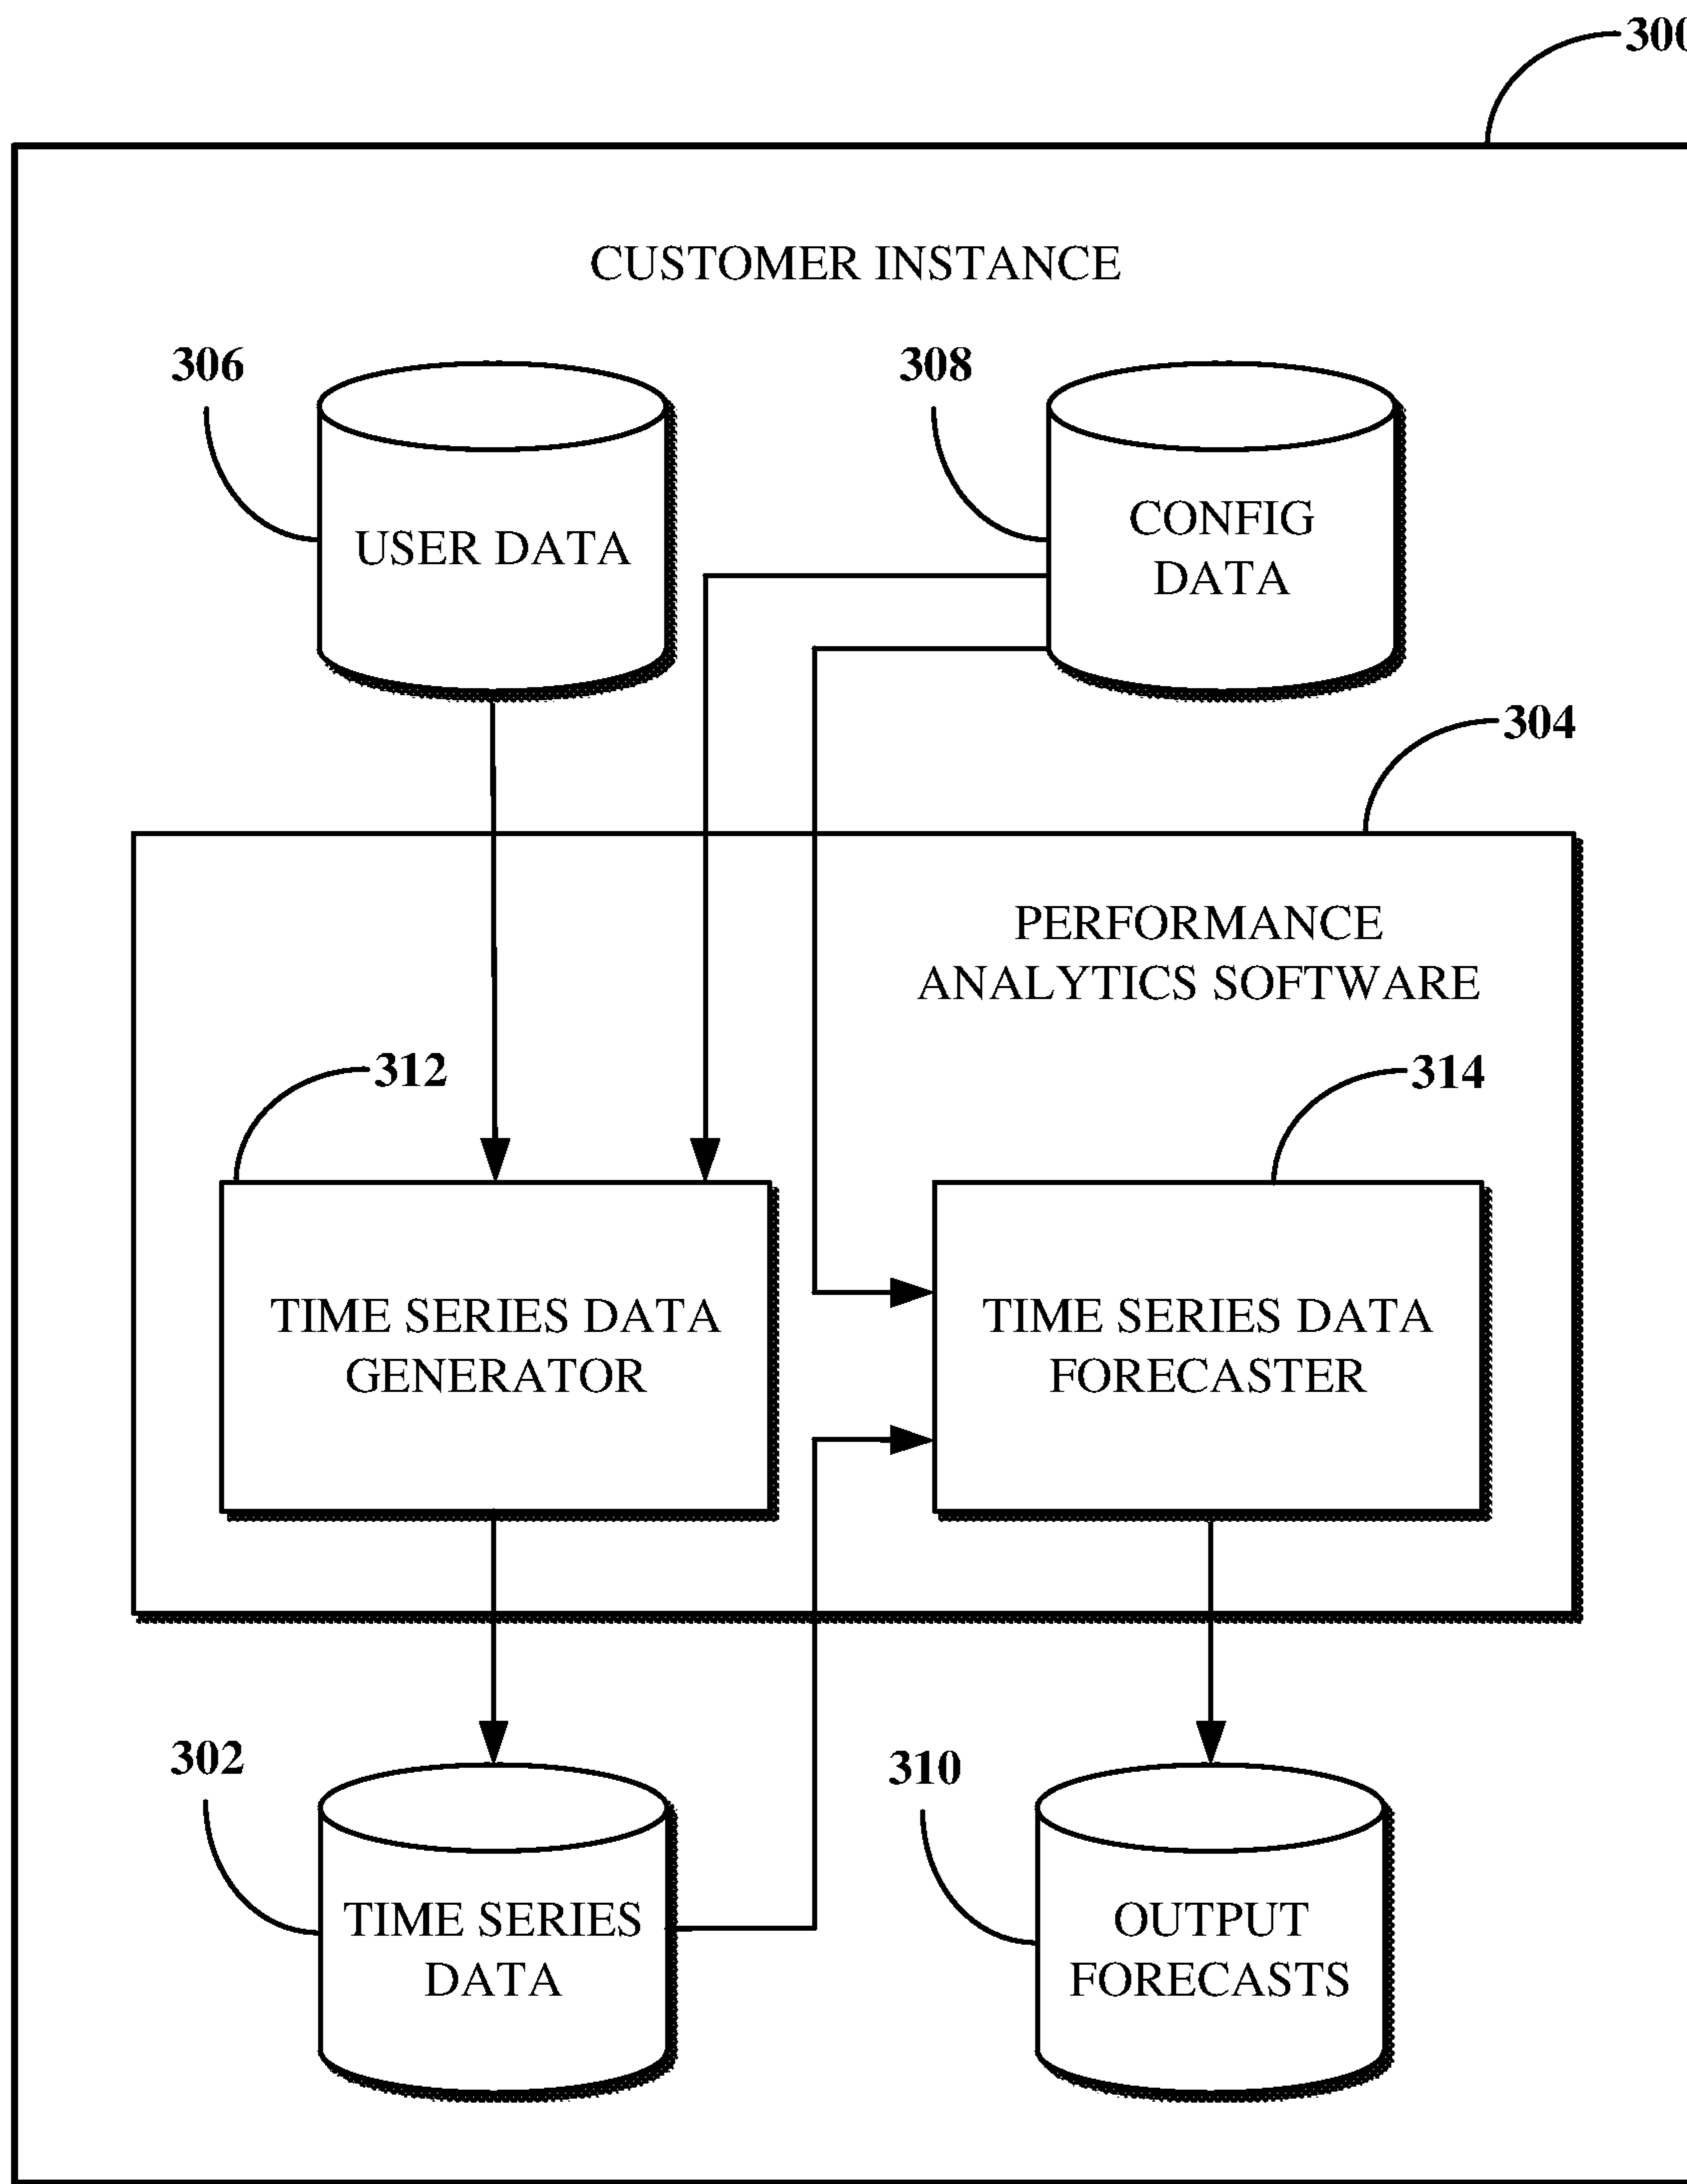 300
CUSTOMER INSTANCE
306
308
USER DATA
CONFIG
DATA
304
PERFORMANCE
ANALYTICS SOFTWARE
312
314
TIME SERIES DATA
GENERATOR
TIME SERIES DATA
FORECASTER
302
310
TIME SERIES
DATA
OUTPUT
FORECASTS